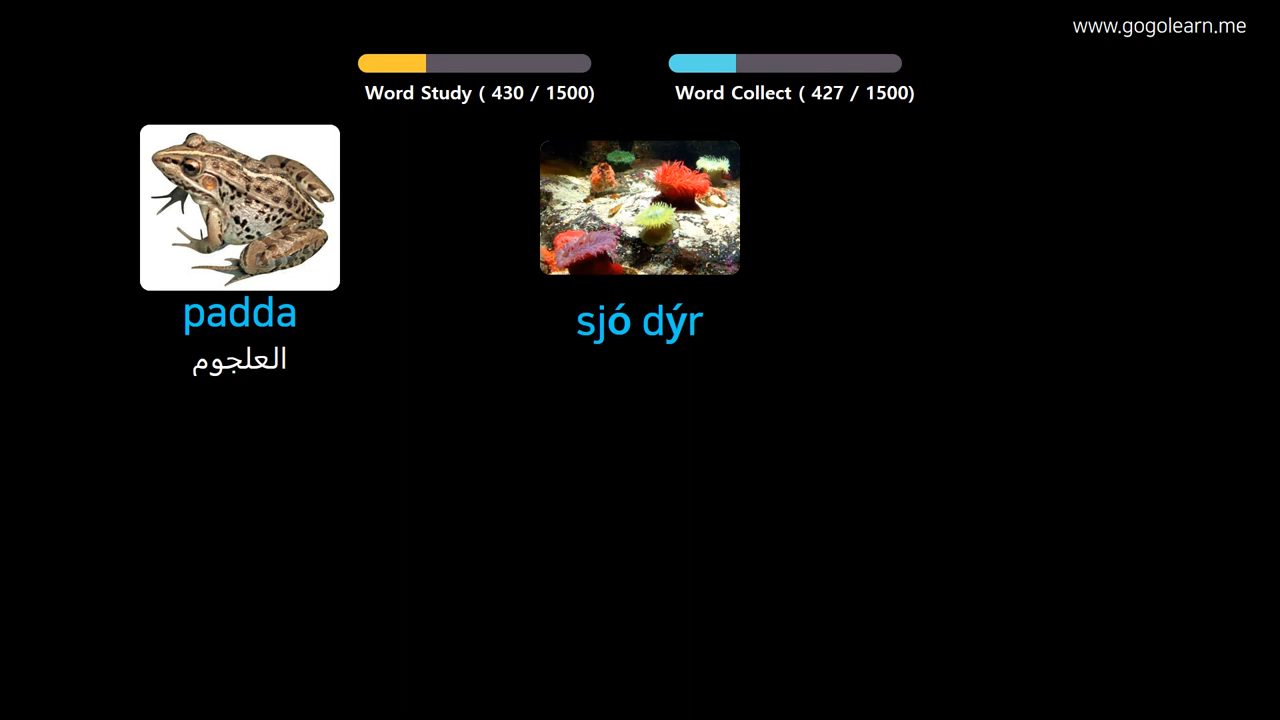 www.gogolearn.me
Word Study ( 430 / 1500)
Word Collect ( 427 / 1500)
padda
العلجوم
sjó dýr